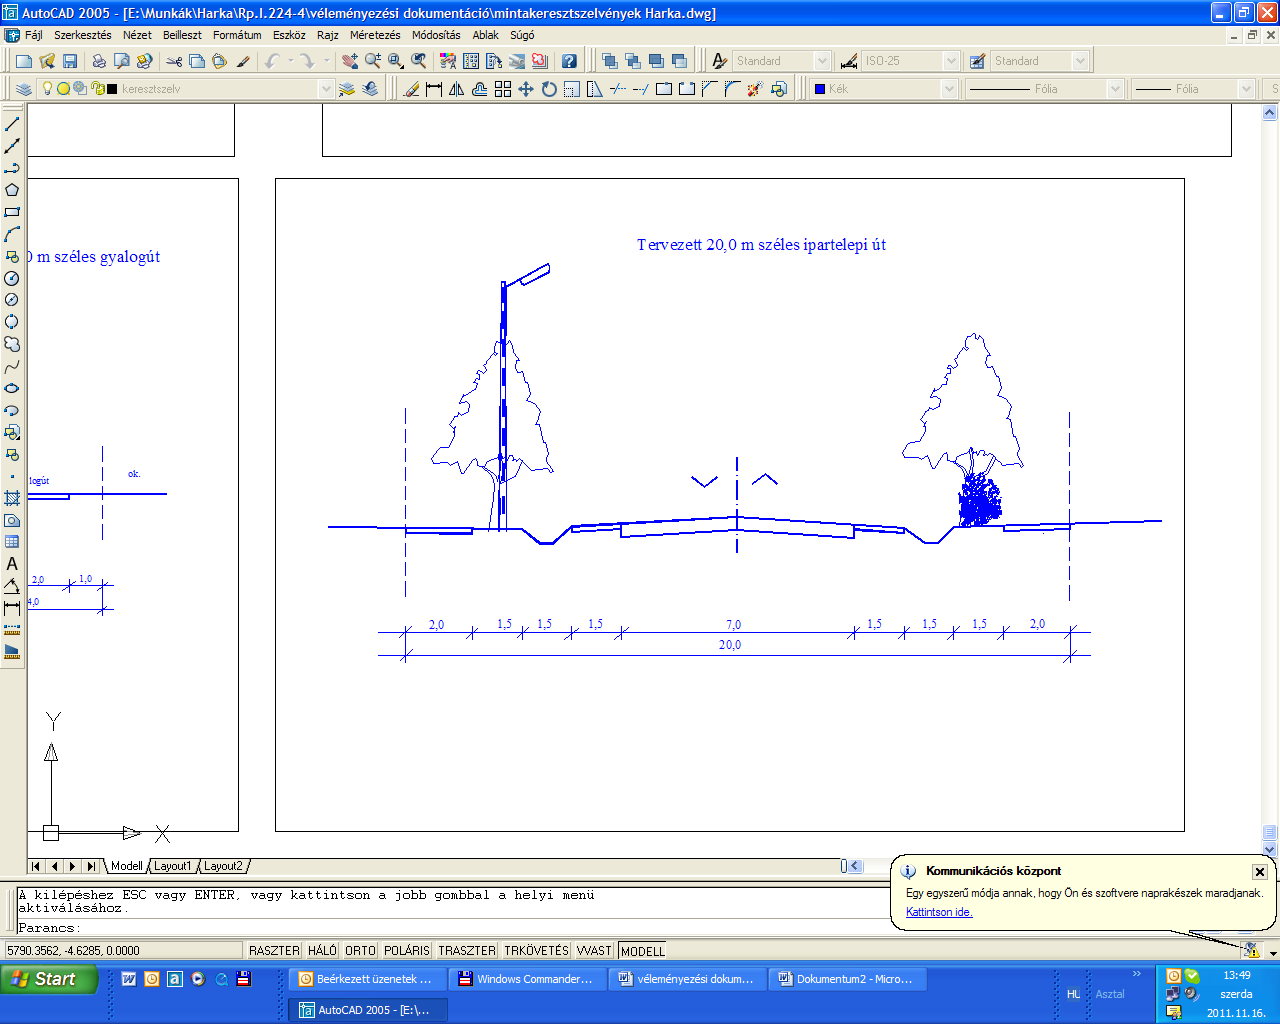 AutoCAD 2005 - [E:\Munkák\Harka\Rp.I.224-4\véleményezési dokumentáció\mintakeresztszelvények Harka.dwg]
Fájl Szerkesztés Nézet Beilleszt Formátum Eszköz Rajz Méretezés Módosítás Ablak Súgó
Standard ISO-25 Standard
keresztszelv Kék Fólia Fólia S
Tervezett 20,0 m széles ipartelepi út
0 m széles gyalogút
ok.
logút
2,0 1,0
4,0
2,0 1,5 1,5 1,5 7,0 1,5 1,5 1,5 2,0
20,0
Y
X
Modell Layout1 Layout2
A kilépéshez ESC vagy ENTER, vagy kattintson a jobb gombbal a helyi menü
aktiválásához.
Parancs:
Kommunikációs központ
Egy egyszerű módja annak, hogy Ön és szoftvere naprakészek maradjanak.
Kattintson ide.
5790.3562, -4.6285, 0.0000 RASZTER HÁLÓ ORTO POLÁRIS TRASZTER TRKÖVETÉS VVAST MODELL
Start Beérkezett üzenetek ... Windows Commander... véleményezési dokum... Dokumentum2 - Micro... HU Asztal 13:49
szerda
AutoCAD 2005 - [E:\... 2011.11.16.